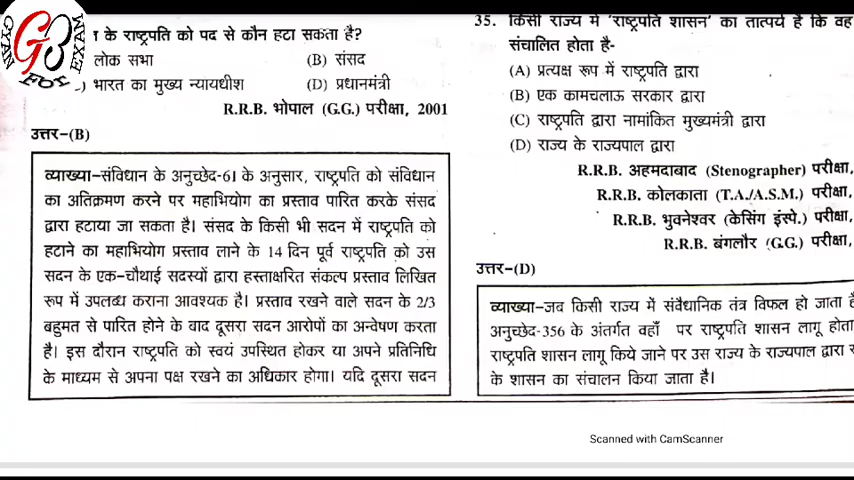 GYAN
G3
EXAM
For
के राष्ट्रपति को पद से कौन हटा सकता है?
लोक सभा (B) संसद
भारत का मुख्य न्यायधीश (D) प्रधानमंत्री
R.R.B. भोपाल (G.G.) परीक्षा, 2001
उत्तर–(B)
व्याख्या–संविधान के अनुच्छेद-61 के अनुसार, राष्ट्रपति को संविधान
का अतिक्रमण करने पर महाभियोग का प्रस्ताव पारित करके संसद
द्वारा हटाया जा सकता है। संसद के किसी भी सदन में राष्ट्रपति को
हटाने का महाभियोग प्रस्ताव लाने के 14 दिन पूर्व राष्ट्रपति को उस
सदन के एक–चौथाई सदस्यों द्वारा हस्ताक्षरित संकल्प प्रस्ताव लिखित
रूप में उपलब्ध कराना आवश्यक है। प्रस्ताव रखने वाले सदन के 2/3
बहुमत से पारित होने के बाद दूसरा सदन आरोपों का अन्वेषण करता
है। इस दौरान राष्ट्रपति को स्वयं उपस्थित होकर या अपने प्रतिनिधि
के माध्यम से अपना पक्ष रखने का अधिकार होगा। यदि दूसरा सदन
35. किसी राज्य में 'राष्ट्रपति शासन' का तात्पर्य है कि वह
संचालित होता है-
(A) प्रत्यक्ष रूप में राष्ट्रपति द्वारा
(B) एक कामचलाऊ सरकार द्वारा
(C) राष्ट्रपति द्वारा नामांकित मुख्यमंत्री द्वारा
(D) राज्य के राज्यपाल द्वारा
R.R.B. अहमदाबाद (Stenographer) परीक्षा,
R.R.B. कोलकाता (T.A./A.S.M.) परीक्षा,
R.R.B. भुवनेश्वर (केसिंग इंस्पे.) परीक्षा,
R.R.B. बंगलौर (G.G.) परीक्षा,
उत्तर–(D)
व्याख्या–जब किसी राज्य में संवैधानिक तंत्र विफल हो जाता
अनुच्छेद-356 के अंतर्गत वहाँ पर राष्ट्रपति शासन लागू होता
राष्ट्रपति शासन लागू किये जाने पर उस राज्य के राज्यपाल द्वारा
के शासन का संचालन किया जाता है।
Scanned with CamScanner